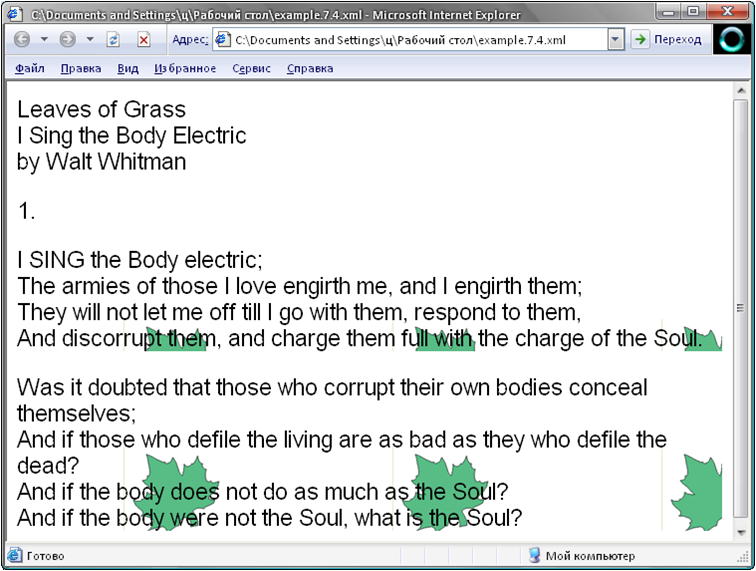 C:\Documents and Settings\ц\Рабочий стол\example.7.4.xml - Microsoft Internet Explorer
Адрес: C:\Documents and Settings\ц\Рабочий стол\example.7.4.xml Переход
Файл Правка Вид Избранное Сервис Справка
Leaves of Grass
I Sing the Body Electric
by Walt Whitman
1.
I SING the Body electric;
The armies of those I love engirth me, and I engirth them;
They will not let me off till I go with them, respond to them,
And discorrupt them, and charge them full with the charge of the Soul.
Was it doubted that those who corrupt their own bodies conceal
themselves;
And if those who defile the living are as bad as they who defile the
dead?
And if the body does not do as much as the Soul?
And if the body were not the Soul, what is the Soul?
Готово Мой компьютер